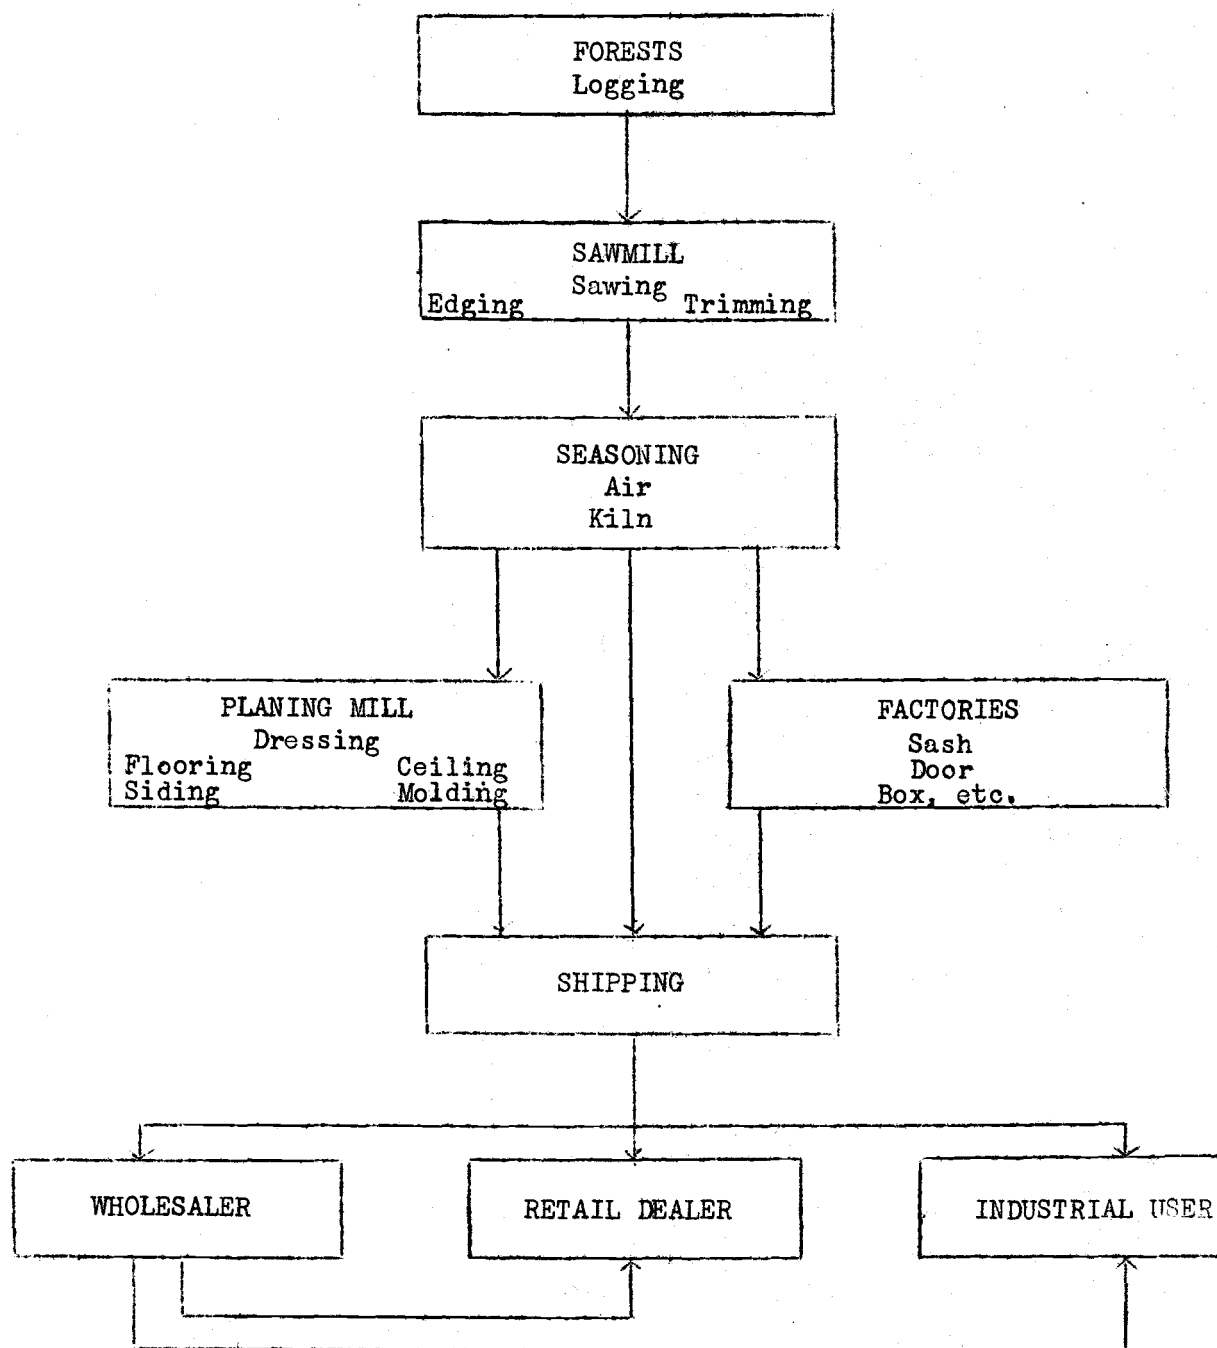 FORESTS
Logging
SAWMILL
Sawing
Edging Trimming
SEASONING
Air
Kiln
PLANING MILL
Dressing
Flooring Ceiling
Siding Molding
FACTORIES
Sash
Door
Box, etc.
SHIPPING
WHOLESALER
RETAIL DEALER
INDUSTRIAL USER